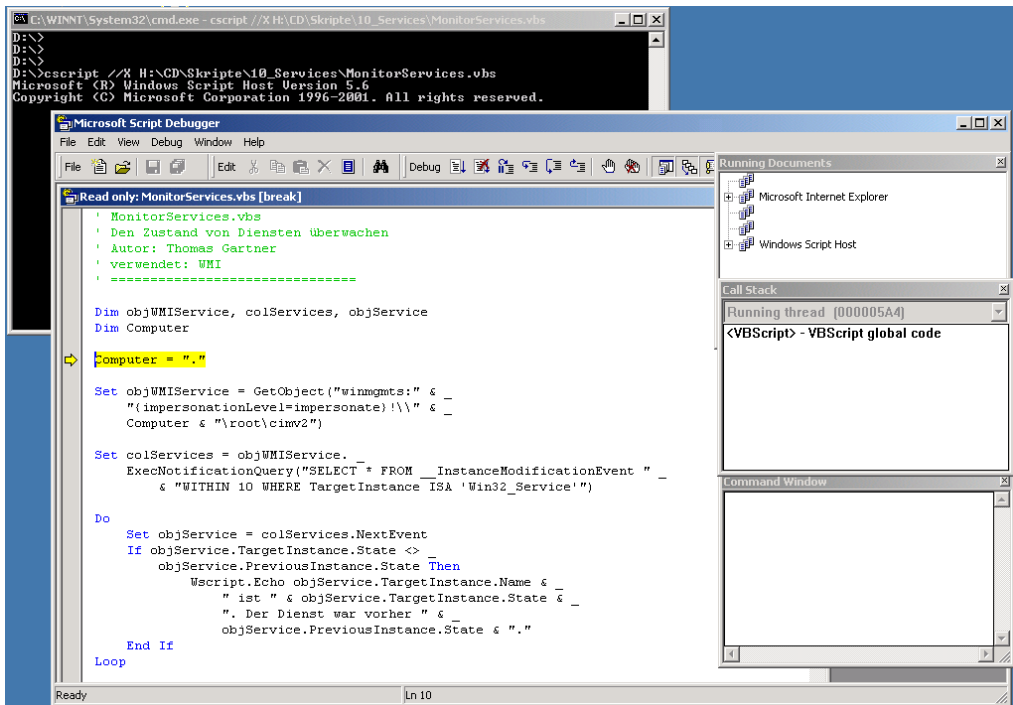 C:\WINNT\System32\cmd.exe - cscript //X H:\CD\Skripte\10_Services\MonitorServices.vbs
D:\>
D:\>
D:\>
D:\>cscript //X H:\CD\Skripte\10_Services\MonitorServices.vbs
Microsoft (R) Windows Script Host Version 5.6
Copyright (C) Microsoft Corporation 1996-2001. All rights reserved.
Microsoft Script Debugger
File Edit View Debug Window Help
File Edit Debug
Read only: MonitorServices.vbs [break]
' MonitorServices.vbs
' Den Zustand von Diensten überwachen
' Autor: Thomas Gartner
' verwendet: WMI
' ===============================
Dim objWMIService, colServices, objService
Dim Computer
Computer = "."
Set objWMIService = GetObject("winmgmts:" & _
"{impersonationLevel=impersonate}!\\" & _
Computer & "\root\cimv2")
Set colServices = objWMIService. _
ExecNotificationQuery("SELECT * FROM __InstanceModificationEvent " _
& "WITHIN 10 WHERE TargetInstance ISA 'Win32_Service'")
Do
Set objService = colServices.NextEvent
If objService.TargetInstance.State <> _
objService.PreviousInstance.State Then
Wscript.Echo objService.TargetInstance.Name & _
" ist " & objService.TargetInstance.State & _
". Der Dienst war vorher " & _
objService.PreviousInstance.State & "."
End If
Loop
Ready
Ln 10
Running Documents
Microsoft Internet Explorer
Windows Script Host
Call Stack
Running thread (000005A4)
<VBScript> - VBScript global code
Command Window